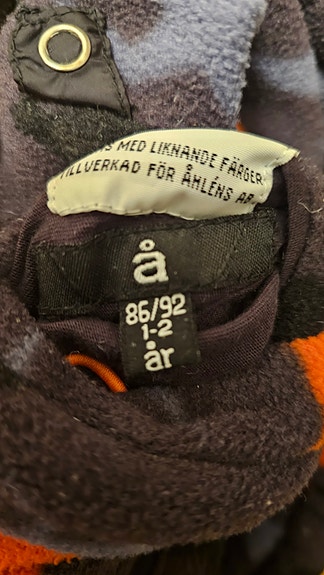 MED LIKNANDE FÄRGER
TILLVERKAD FÖR ÅHLÉNS AB
å
86/92
1-2
år